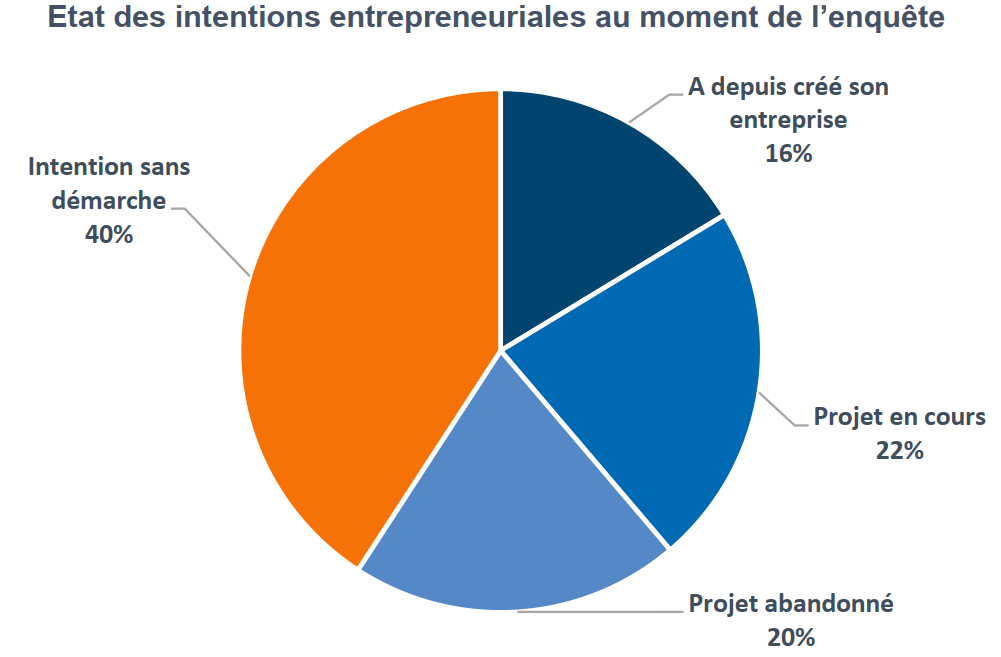 Etat des intentions entrepreneuriales au moment de l’enquête
A depuis créé son
entreprise
16%
Intention sans
démarche
40%
Projet en cours
22%
Projet abandonné
20%